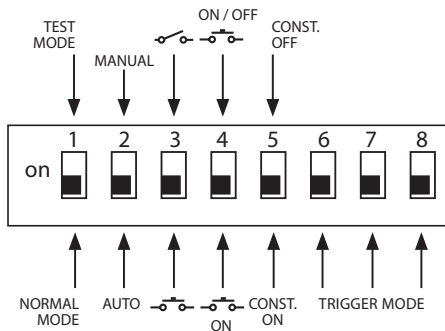 ON / OFF
TEST
MODE
CONST.
OFF
MANUAL
1 2 3 4 5 6 7 8
on
NORMAL
MODE
AUTO
ON
CONST.
ON
TRIGGER MODE